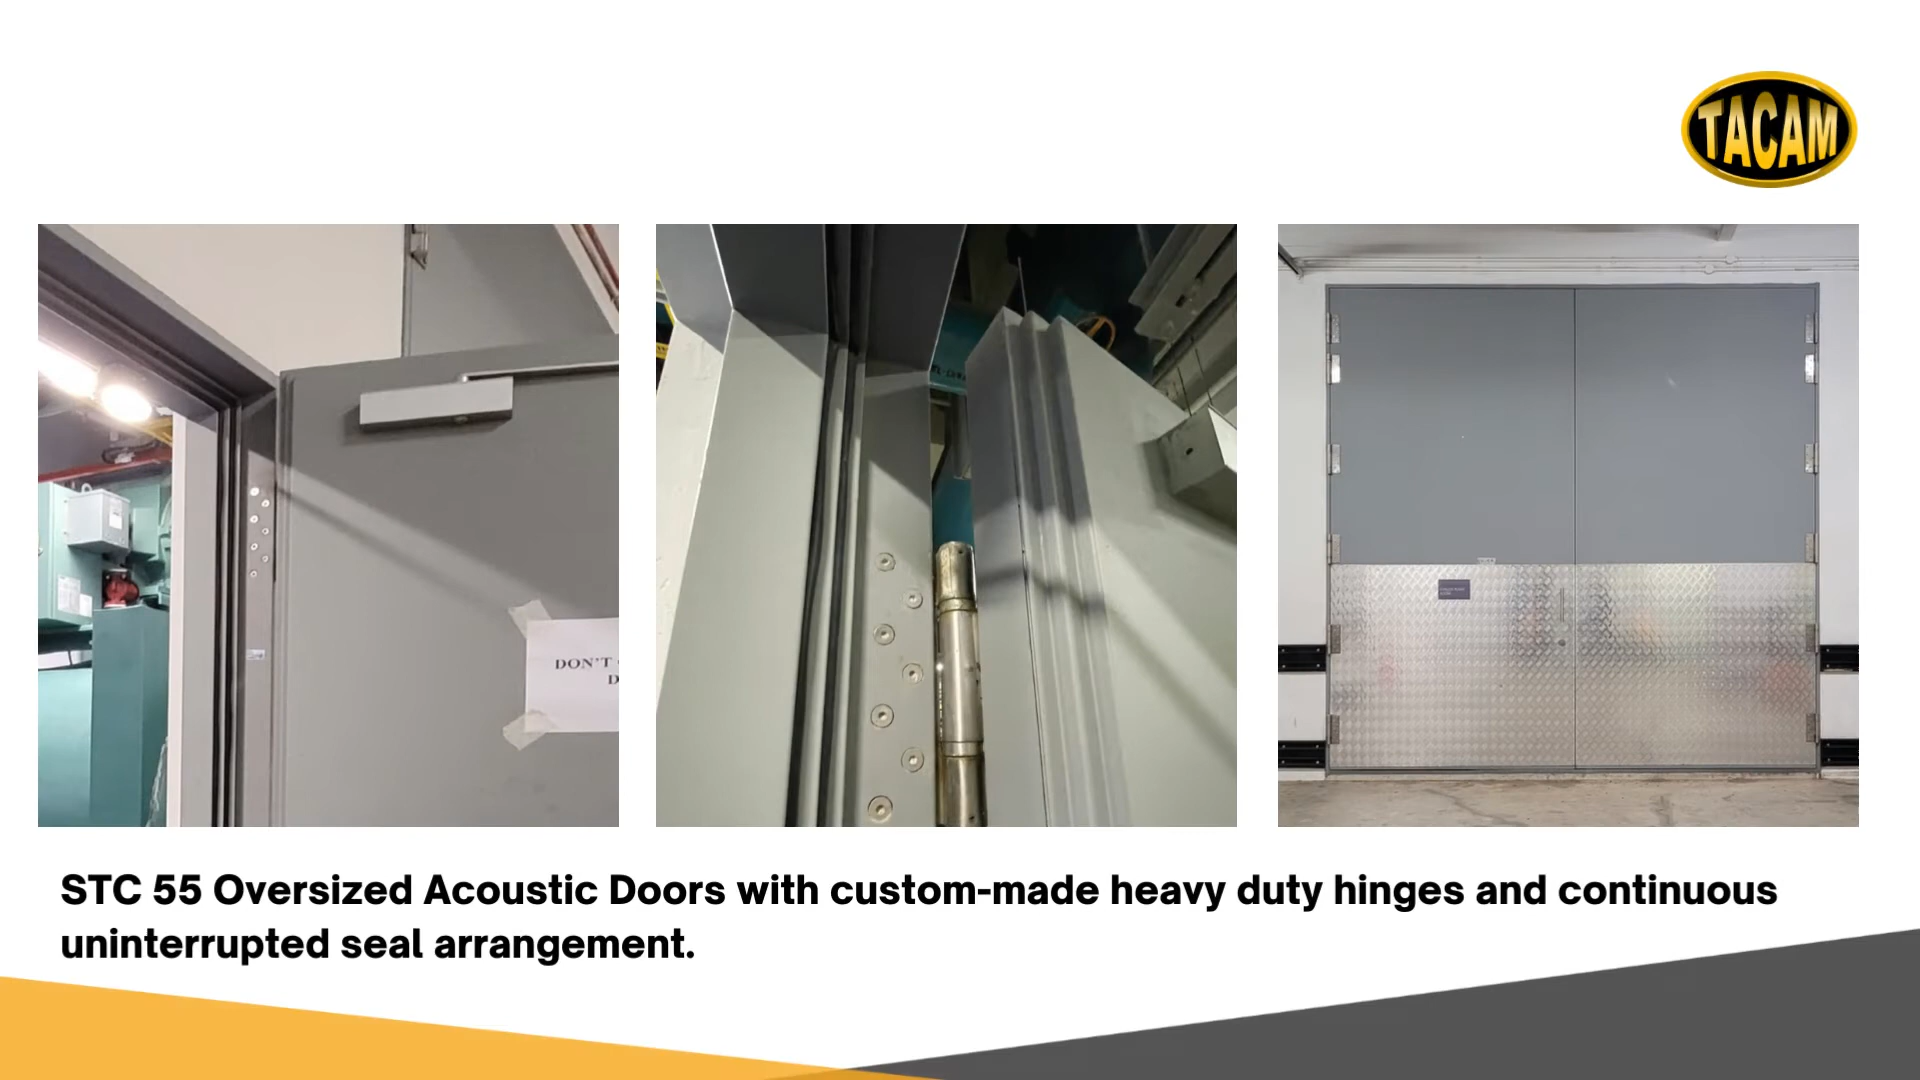 TACAM
DON'T
D
STC 55 Oversized Acoustic Doors with custom-made heavy duty hinges and continuous
uninterrupted seal arrangement.